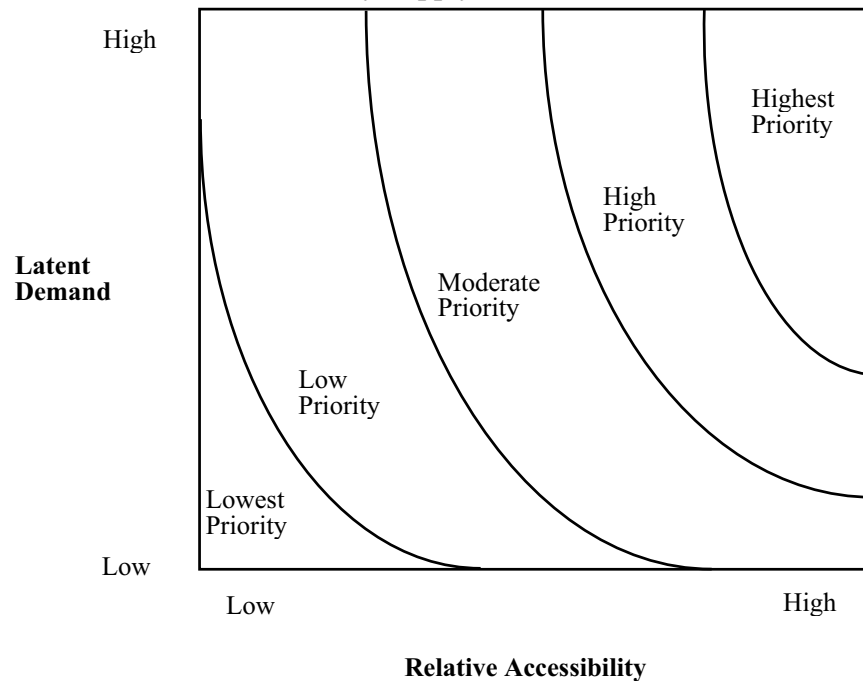 High
Highest
Priority
High
Priority
Latent
Demand
Moderate
Priority
Low
Priority
Lowest
Priority
Low
Low
High
Relative Accessibility